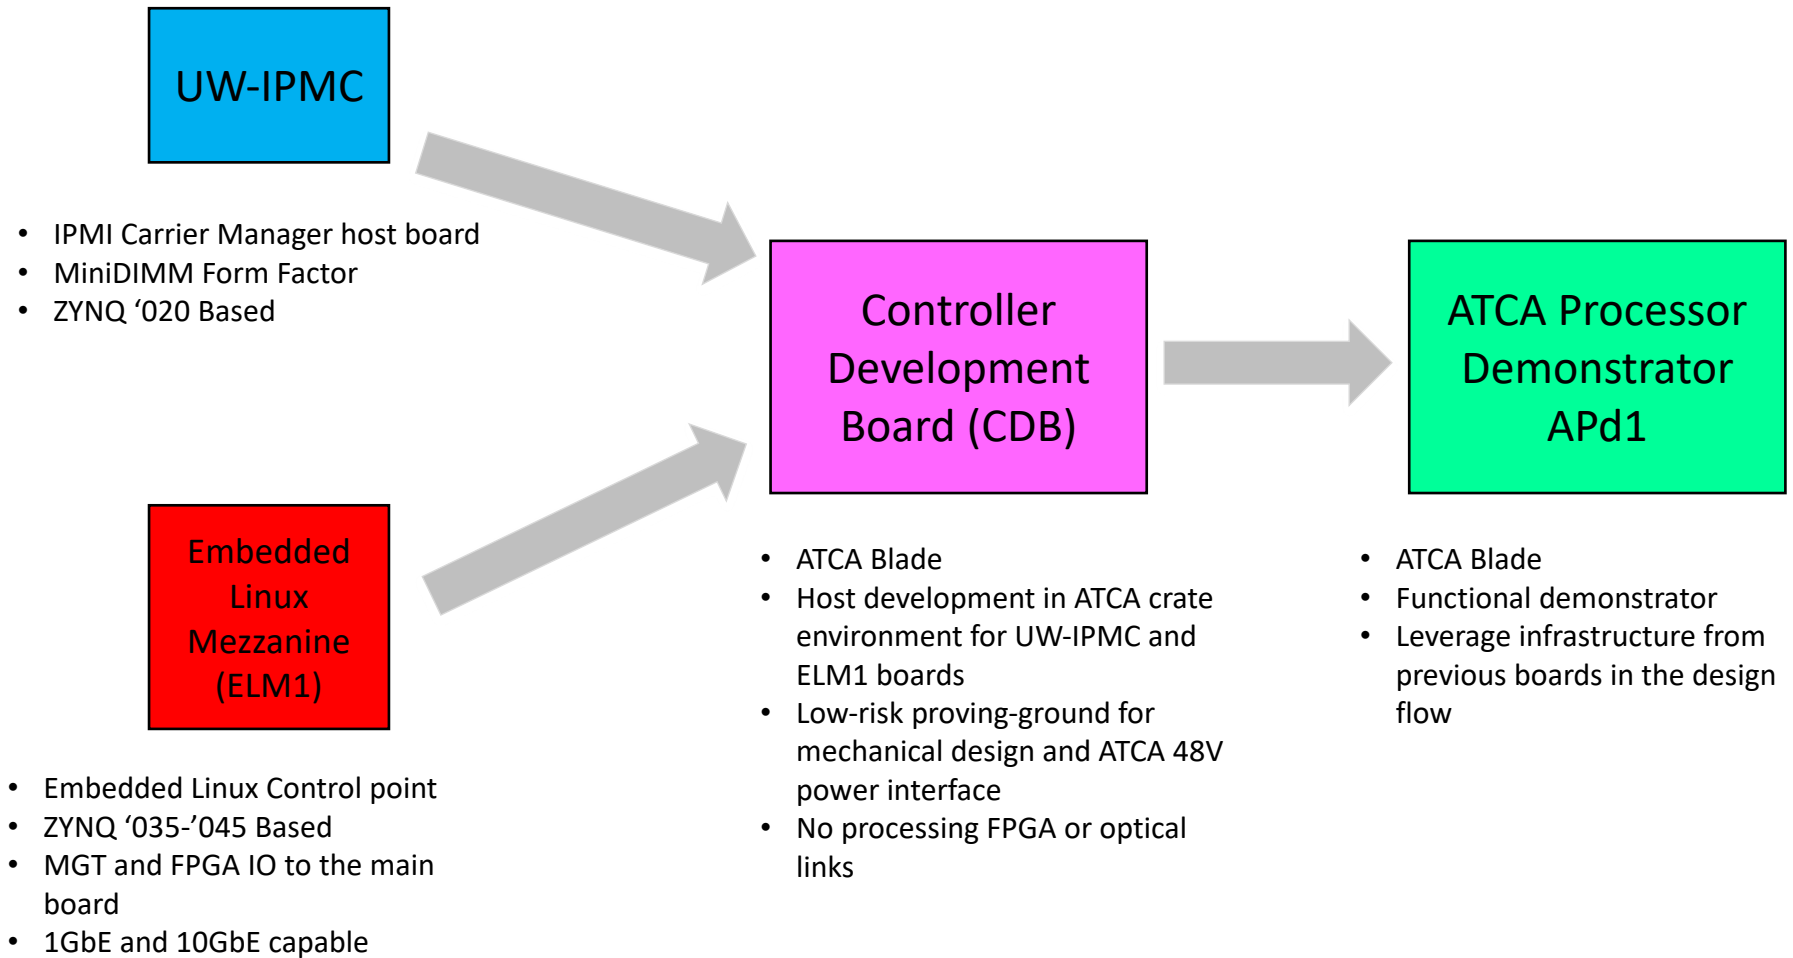 UW-IPMC
• IPMI Carrier Manager host board
• MiniDIMM Form Factor
• ZYNQ ‘020 Based
Embedded
Linux
Mezzanine
(ELM1)
• Embedded Linux Control point
• ZYNQ ‘035-’045 Based
• MGT and FPGA IO to the main
board
• 1GbE and 10GbE capable
Controller
Development
Board (CDB)
• ATCA Blade
• Host development in ATCA crate
environment for UW-IPMC and
ELM1 boards
• Low-risk proving-ground for
mechanical design and ATCA 48V
power interface
• No processing FPGA or optical
links
ATCA Processor
Demonstrator
APd1
• ATCA Blade
• Functional demonstrator
• Leverage infrastructure from
previous boards in the design
flow